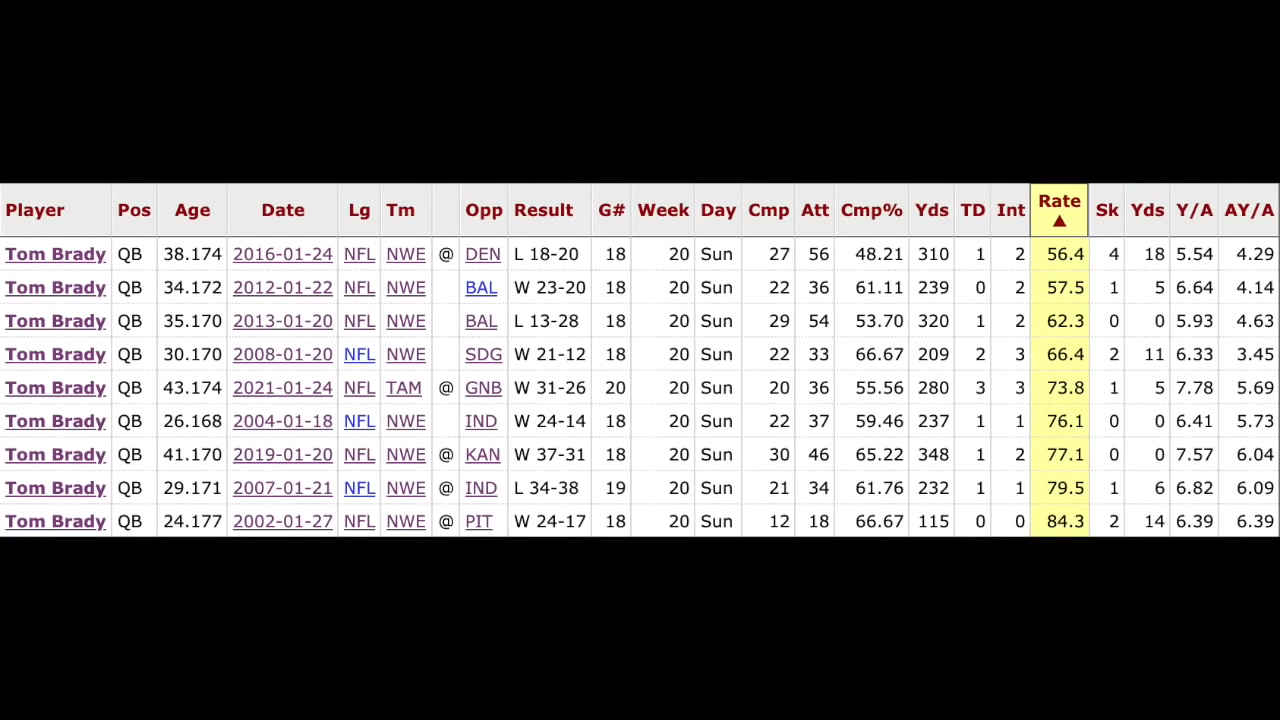 Player Pos Age Date Lg Tm Opp Result G# Week Day Cmp Att Cmp% Yds TD Int Rate ▲ Sk Yds Y/A AY/A
Tom Brady QB 38.174 2016-01-24 NFL NWE @ DEN L 18-20 18 20 Sun 27 56 48.21 310 1 2 56.4 4 18 5.54 4.29
Tom Brady QB 34.172 2012-01-22 NFL NWE BAL W 23-20 18 20 Sun 22 36 61.11 239 0 2 57.5 1 5 6.64 4.14
Tom Brady QB 35.170 2013-01-20 NFL NWE BAL L 13-28 18 20 Sun 29 54 53.70 320 1 2 62.3 0 0 5.93 4.63
Tom Brady QB 30.170 2008-01-20 NFL NWE SDG W 21-12 18 20 Sun 22 33 66.67 209 2 3 66.4 2 11 6.33 3.45
Tom Brady QB 43.174 2021-01-24 NFL TAM @ GNB W 31-26 20 20 Sun 20 36 55.56 280 3 3 73.8 1 5 7.78 5.69
Tom Brady QB 26.168 2004-01-18 NFL NWE IND W 24-14 18 20 Sun 22 37 59.46 237 1 1 76.1 0 0 6.41 5.73
Tom Brady QB 41.170 2019-01-20 NFL NWE @ KAN W 37-31 18 20 Sun 30 46 65.22 348 1 2 77.1 0 0 7.57 6.04
Tom Brady QB 29.171 2007-01-21 NFL NWE @ IND L 34-38 19 20 Sun 21 34 61.76 232 1 1 79.5 1 6 6.82 6.09
Tom Brady QB 24.177 2002-01-27 NFL NWE @ PIT W 24-17 18 20 Sun 12 18 66.67 115 0 0 84.3 2 14 6.39 6.39